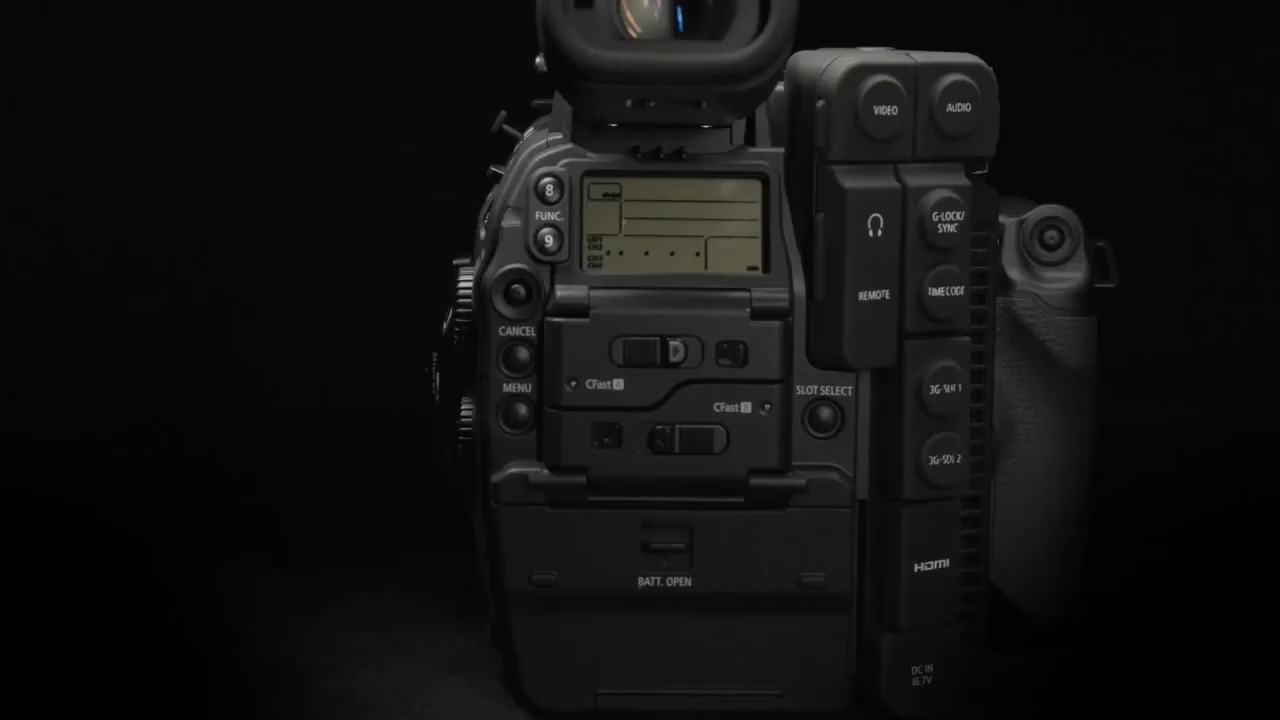 VIDEO
AUDIO
8
FUNC.
9
G-LOCK/
SYNC
REMOTE
TIME CODE
CANCEL
MENU
CFast A
CFast B
SLOT SELECT
3G-SDI 1
3G-SDI 2
HDMI
BATT. OPEN
DC IN
16.7V